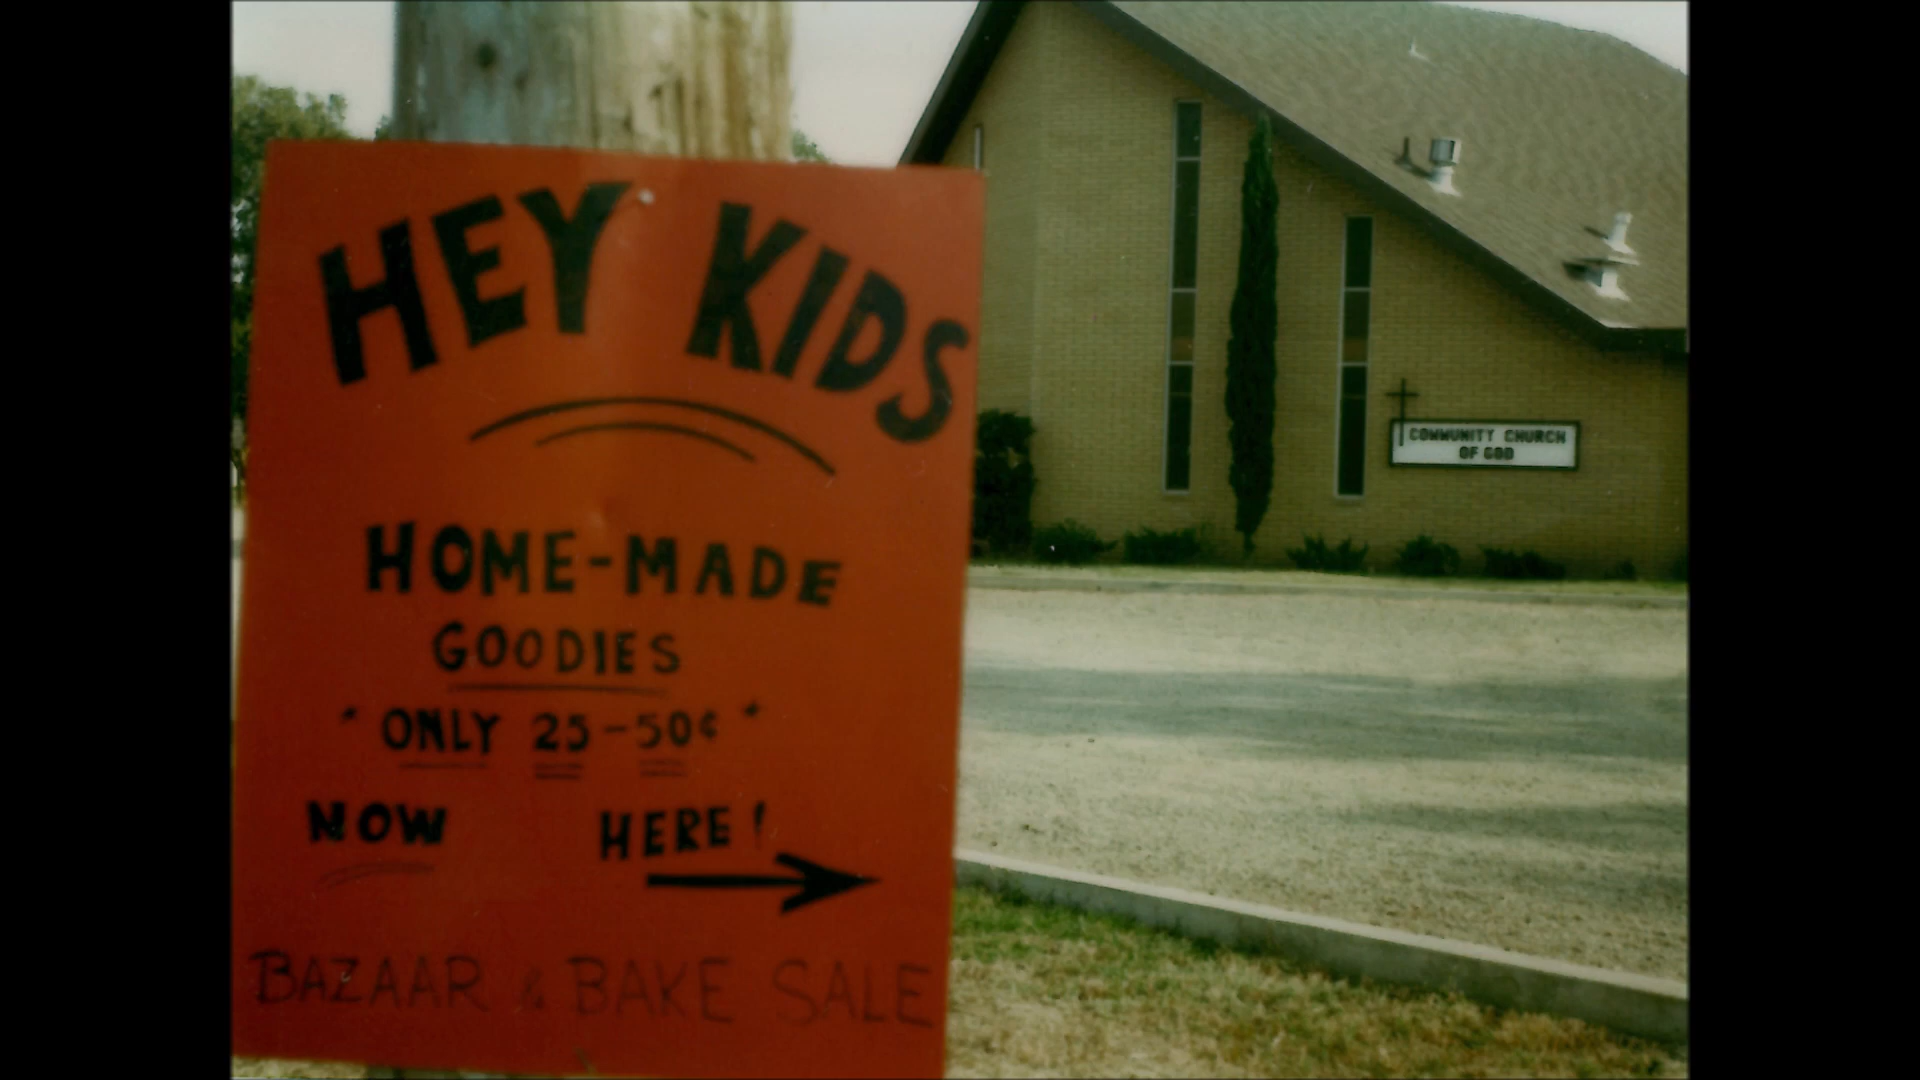 HEY KIDS
HOME-MADE
GOODIES
* ONLY 25-50¢ *
NOW HERE!
BAZAAR & BAKE SALE
COMMUNITY CHURCH
OF GOD